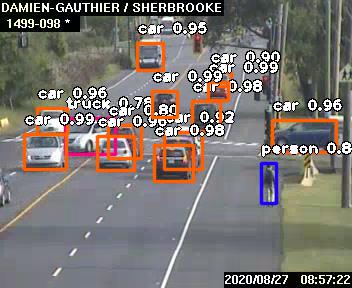 DAMIEN-GAUTHIER / SHERBROOKE
1499-098 *
car 0.95
car 0.90
car 0.99
car 0.99
car 0.98
car 0.96
truck 0.78
car 0.80
car 0.96
car 0.99
car 0.96
car 0.92
car 0.98
person 0.8
2020/08/27 08:57:22